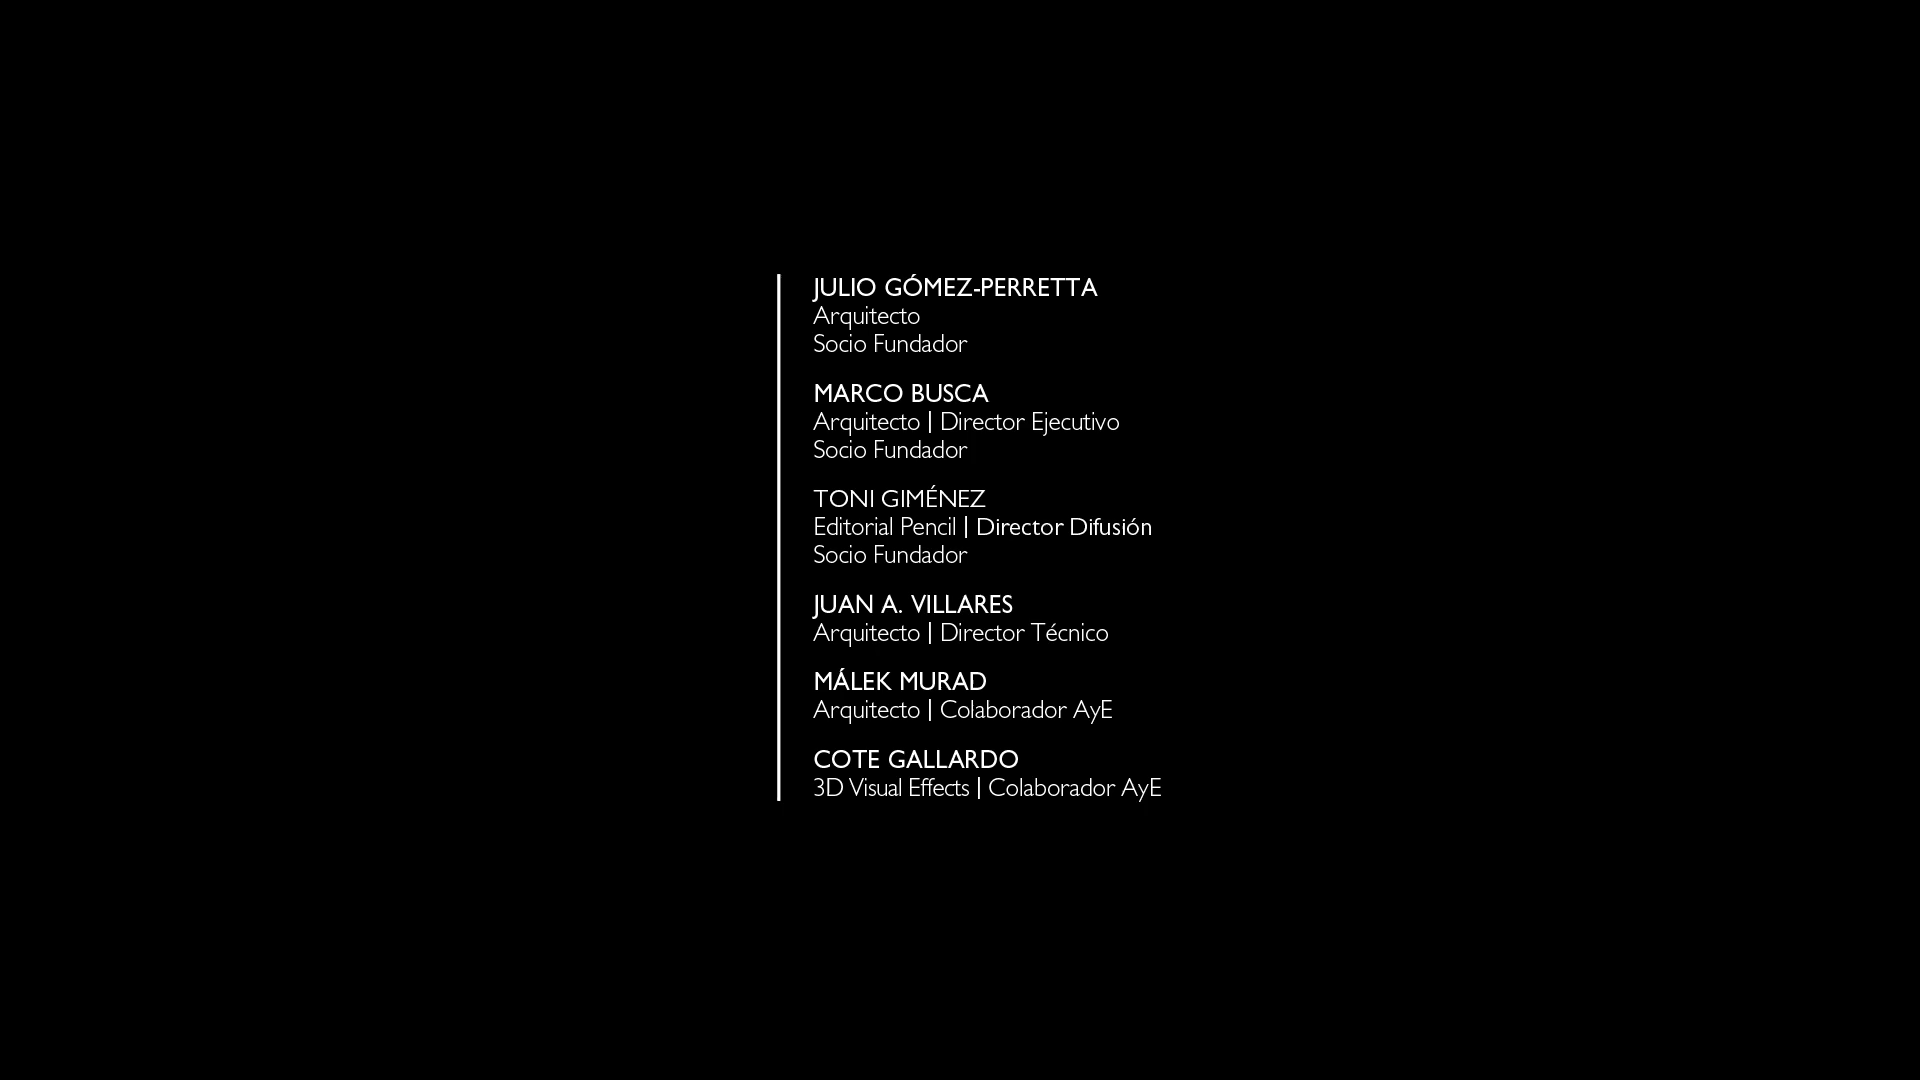 JULIO GÓMEZ-PERRETTA
Arquitecto
Socio Fundador
MARCO BUSCA
Arquitecto | Director Ejecutivo
Socio Fundador
TONI GIMÉNEZ
Editorial Pencil | Director Difusión
Socio Fundador
JUAN A. VILLARES
Arquitecto | Director Técnico
MÁLEK MURAD
Arquitecto | Colaborador AyE
COTE GALLARDO
3D Visual Effects | Colaborador AyE